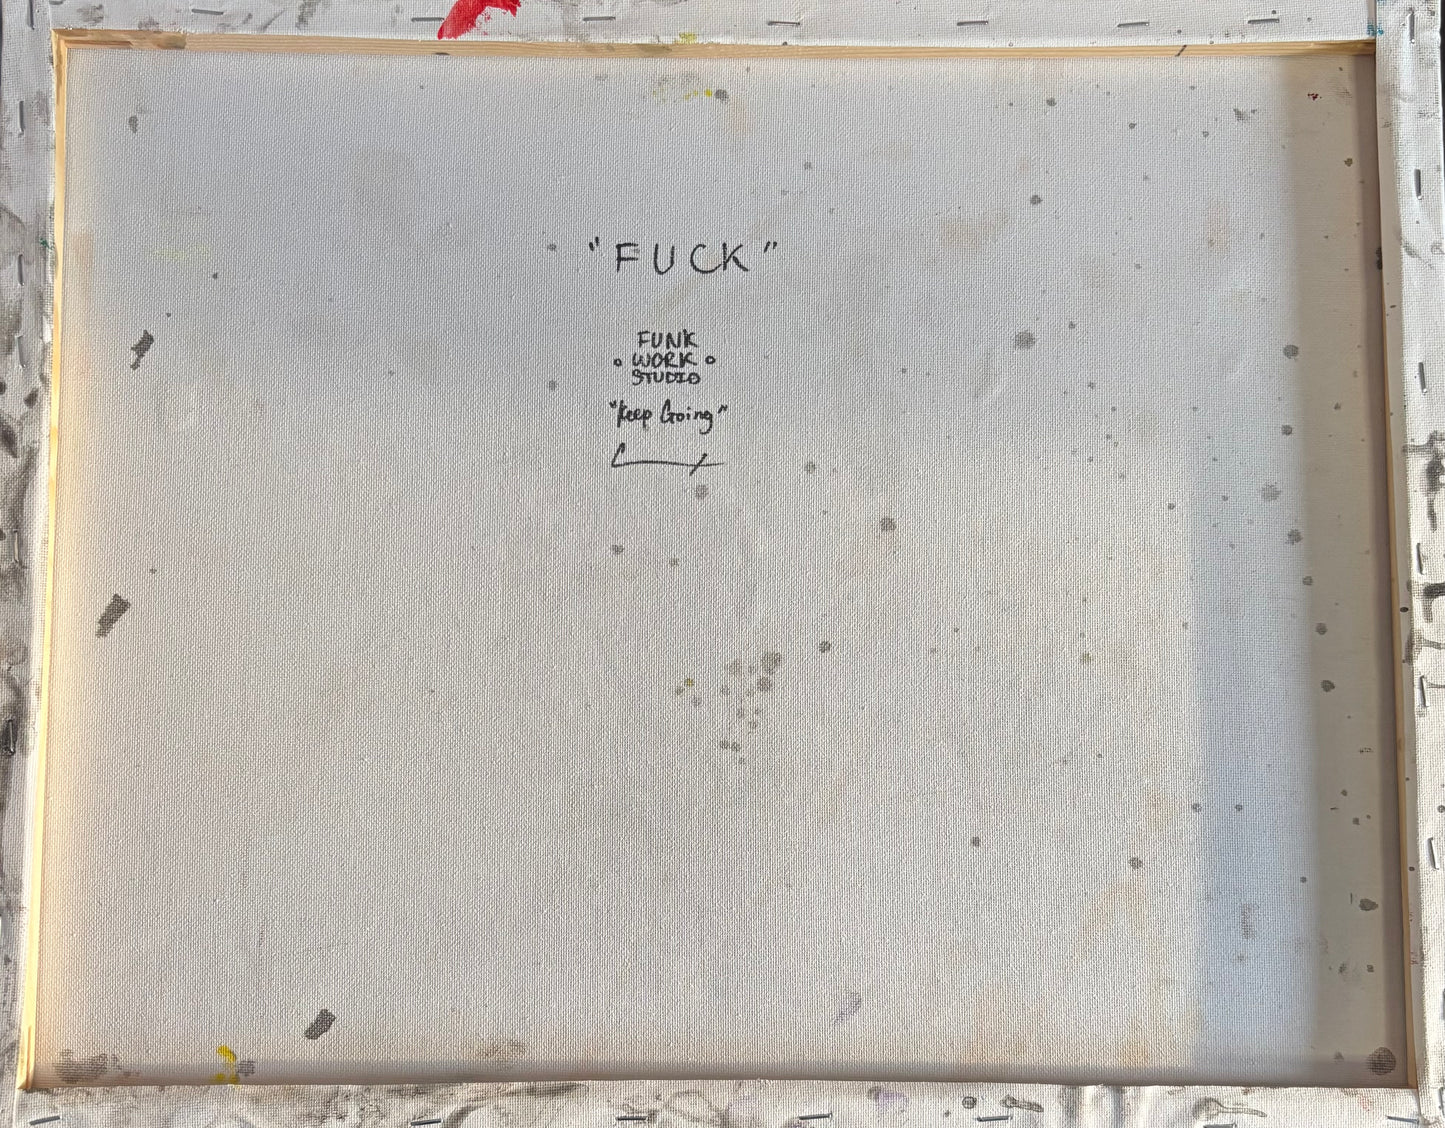 "FUCK"
FUNK
WORK
STUDIO
"Keep Going"